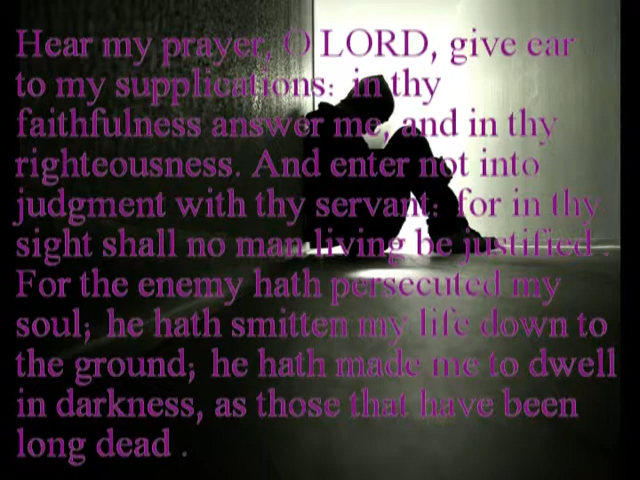 Hear my prayer, O LORD, give ear
to my supplications: in thy
faithfulness answer me, and in thy
righteousness. And enter not into
judgment with thy servant: for in thy
sight shall no man living be justified .
For the enemy hath persecuted my
soul; he hath smitten my life down to
the ground; he hath made me to dwell
in darkness, as those that have been
long dead .